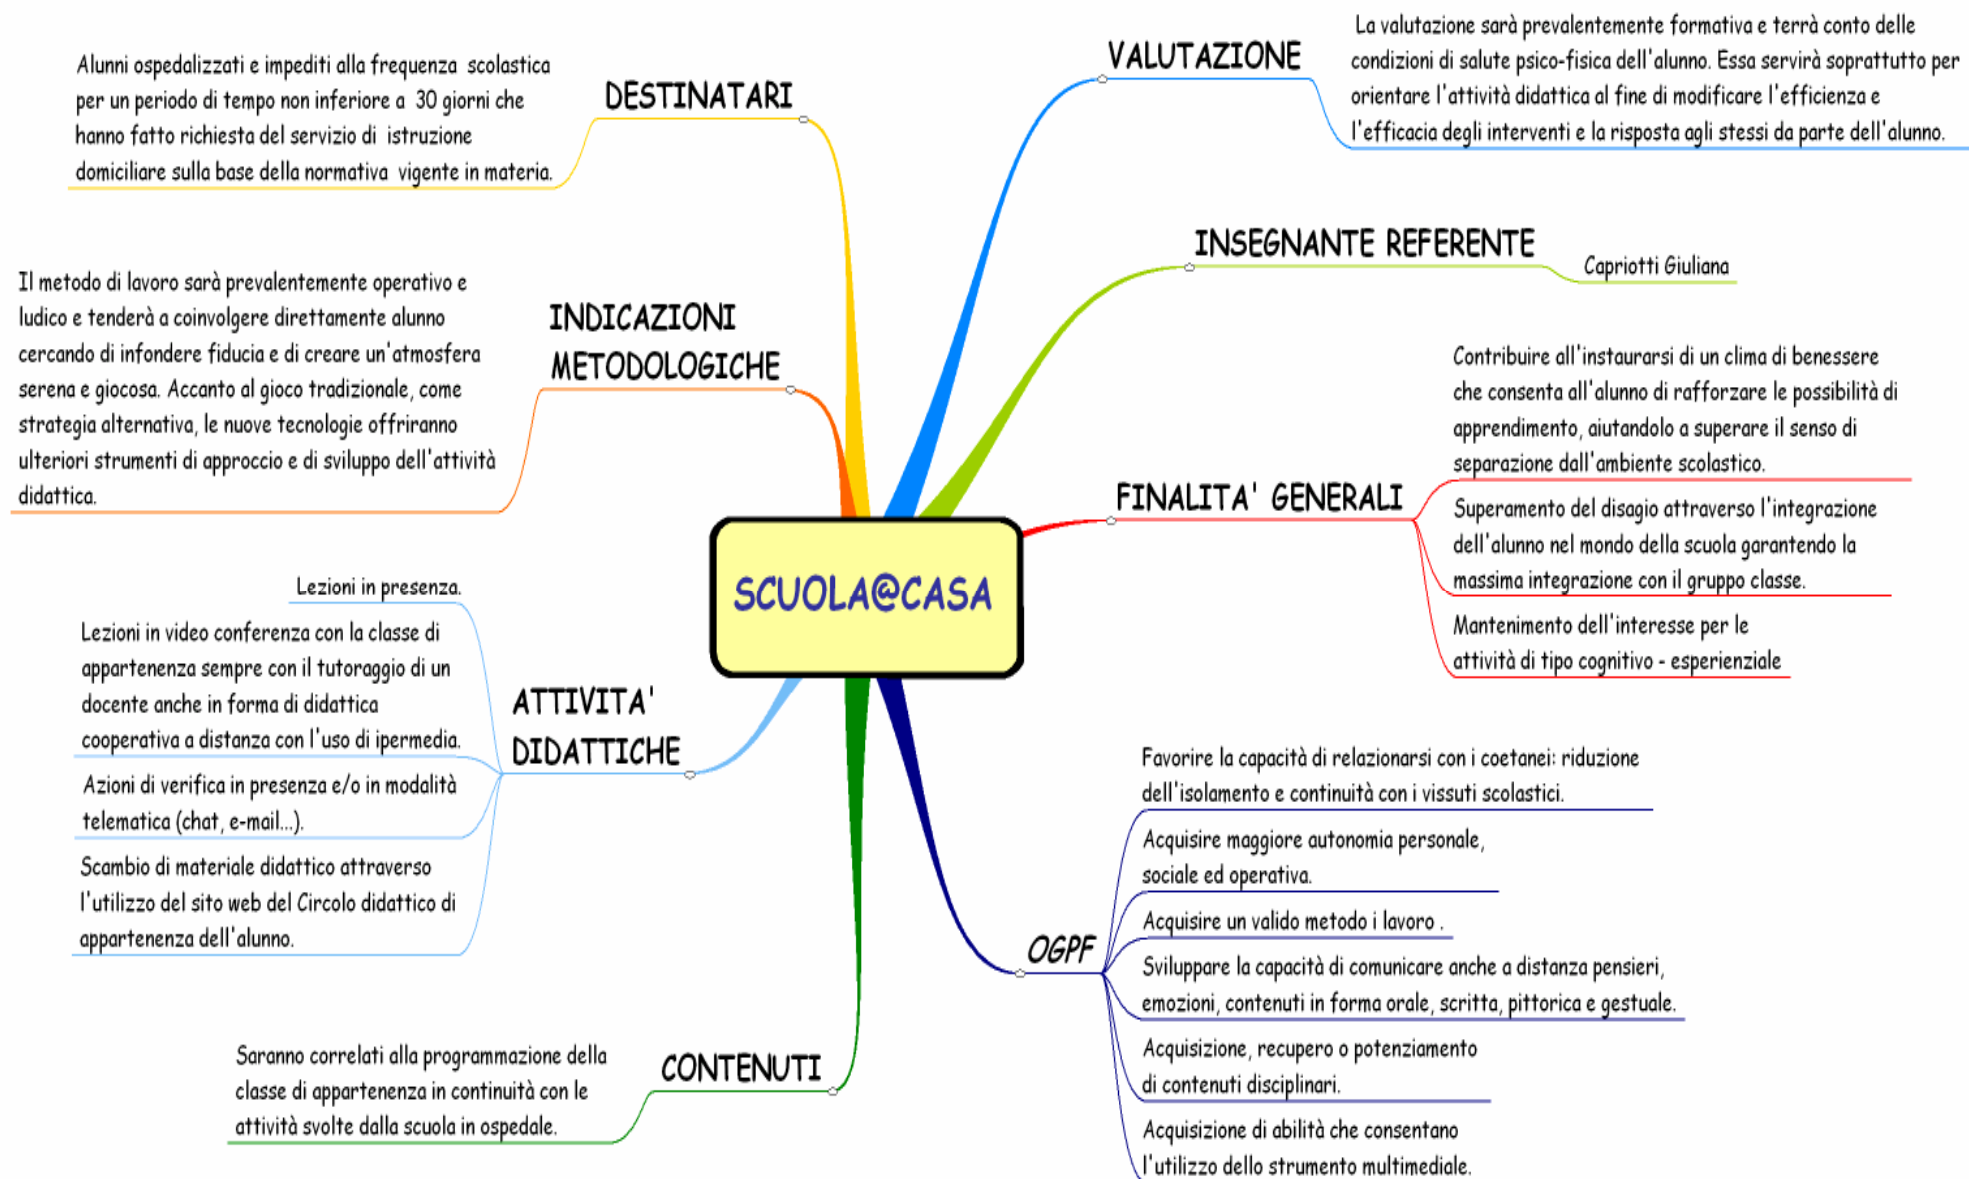 SCUOLA@CASA
VALUTAZIONE
La valutazione sarà prevalentemente formativa e terrà conto delle
condizioni di salute psico-fisica dell'alunno. Essa servirà soprattutto per
orientare l'attività didattica al fine di modificare l'efficienza e
l'efficacia degli interventi e la risposta agli stessi da parte dell'alunno.
INSEGNANTE REFERENTE
Capriotti Giuliana
FINALITA' GENERALI
Contribuire all'instaurarsi di un clima di benessere
che consenta all'alunno di rafforzare le possibilità di
apprendimento, aiutandolo a superare il senso di
separazione dall'ambiente scolastico.
Superamento del disagio attraverso l'integrazione
dell'alunno nel mondo della scuola garantendo la
massima integrazione con il gruppo classe.
Mantenimento dell'interesse per le
attività di tipo cognitivo - esperienziale
OGPF
Favorire la capacità di relazionarsi con i coetanei: riduzione
dell'isolamento e continuità con i vissuti scolastici.
Acquisire maggiore autonomia personale,
sociale ed operativa.
Acquisire un valido metodo i lavoro .
Sviluppare la capacità di comunicare anche a distanza pensieri,
emozioni, contenuti in forma orale, scritta, pittorica e gestuale.
Acquisizione, recupero o potenziamento
di contenuti disciplinari.
Acquisizione di abilità che consentano
l'utilizzo dello strumento multimediale.
CONTENUTI
Saranno correlati alla programmazione della
classe di appartenenza in continuità con le
attività svolte dalla scuola in ospedale.
ATTIVITA'
DIDATTICHE
Lezioni in presenza.
Lezioni in video conferenza con la classe di
appartenenza sempre con il tutoraggio di un
docente anche in forma di didattica
cooperativa a distanza con l'uso di ipermedia.
Azioni di verifica in presenza e/o in modalità
telematica (chat, e-mail...).
Scambio di materiale didattico attraverso
l'utilizzo del sito web del Circolo didattico di
appartenenza dell'alunno.
INDICAZIONI
METODOLOGICHE
Il metodo di lavoro sarà prevalentemente operativo e
ludico e tenderà a coinvolgere direttamente alunno
cercando di infondere fiducia e di creare un'atmosfera
serena e giocosa. Accanto al gioco tradizionale, come
strategia alternativa, le nuove tecnologie offriranno
ulteriori strumenti di approccio e di sviluppo dell'attività
didattica.
DESTINATARI
Alunni ospedalizzati e impediti alla frequenza scolastica
per un periodo di tempo non inferiore a 30 giorni che
hanno fatto richiesta del servizio di istruzione
domiciliare sulla base della normativa vigente in materia.